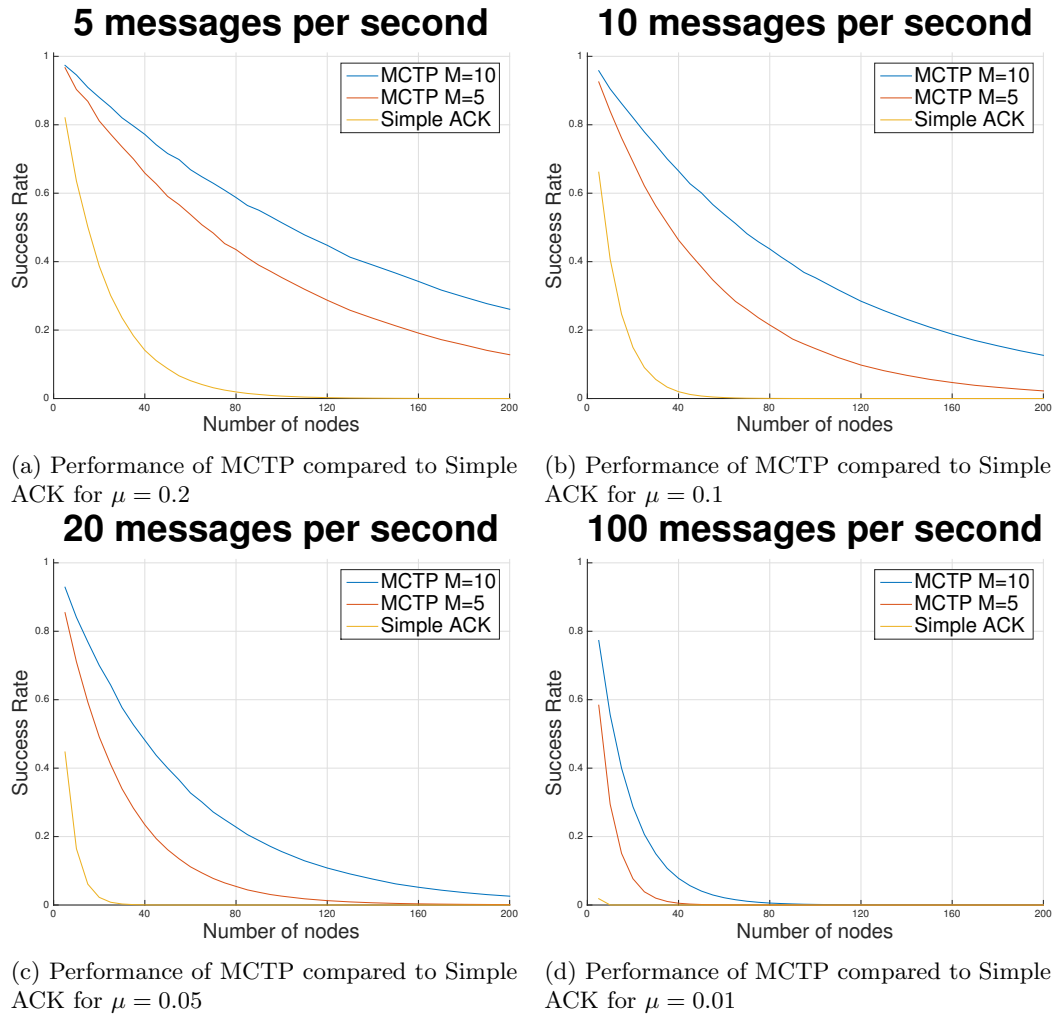 5 messages per second
1
0.8
0.6
0.4
0.2
0
0
40
80
120
160
200
Success Rate
Number of nodes
MCTP M=10
MCTP M=5
Simple ACK
(a) Performance of MCTP compared to Simple
ACK for μ = 0.2
10 messages per second
1
0.8
0.6
0.4
0.2
0
0
40
80
120
160
200
Success Rate
Number of nodes
MCTP M=10
MCTP M=5
Simple ACK
(b) Performance of MCTP compared to Simple
ACK for μ = 0.1
20 messages per second
1
0.8
0.6
0.4
0.2
0
0
40
80
120
160
200
Success Rate
Number of nodes
MCTP M=10
MCTP M=5
Simple ACK
(c) Performance of MCTP compared to Simple
ACK for μ = 0.05
100 messages per second
1
0.8
0.6
0.4
0.2
0
0
40
80
120
160
200
Success Rate
Number of nodes
MCTP M=10
MCTP M=5
Simple ACK
(d) Performance of MCTP compared to Simple
ACK for μ = 0.01